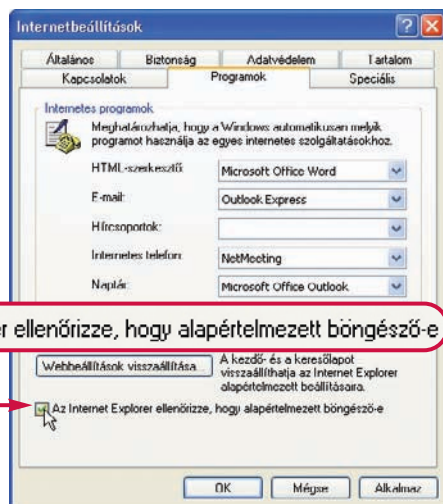 Internetbeállítások
Általános Biztonság Adatvédelem Tartalom
Kapcsolatok Programok Speciális
Internetes programok
Meghatározhatja, hogy a Windows automatikusan melyik
programot használja az egyes internetes szolgáltatásokhoz.
HTML-szerkesztő: Microsoft Office Word
E-mail: Outlook Express
Hírcsoportok:
Internetes telefon: NetMeeting
Naptár: Microsoft Office Outlook
er ellenőrizze, hogy alapértelmezett böngésző-e
Webbeállítások visszaállítása...
A kezdő- és a keresőlapot
visszaállíthatja az Internet Explorer
alapértelmezett beállítására.
Az Internet Explorer ellenőrizze, hogy alapértelmezett böngésző-e
OK Mégse Alkalmaz